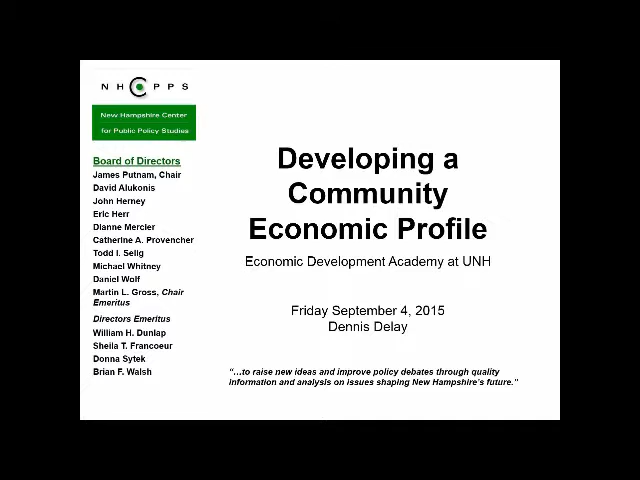 N H C P P S
New Hampshire Center
for Public Policy Studies
Board of Directors
James Putnam, Chair
David Alukonis
John Herney
Eric Herr
Dianne Mercier
Catherine A. Provencher
Todd I. Selig
Michael Whitney
Daniel Wolf
Martin L. Gross, Chair
Emeritus
Directors Emeritus
William H. Dunlap
Sheila T. Francoeur
Donna Sytek
Brian F. Walsh
Developing a
Community
Economic Profile
Economic Development Academy at UNH
Friday September 4, 2015
Dennis Delay
"…to raise new ideas and improve policy debates through quality
information and analysis on issues shaping New Hampshire's future."